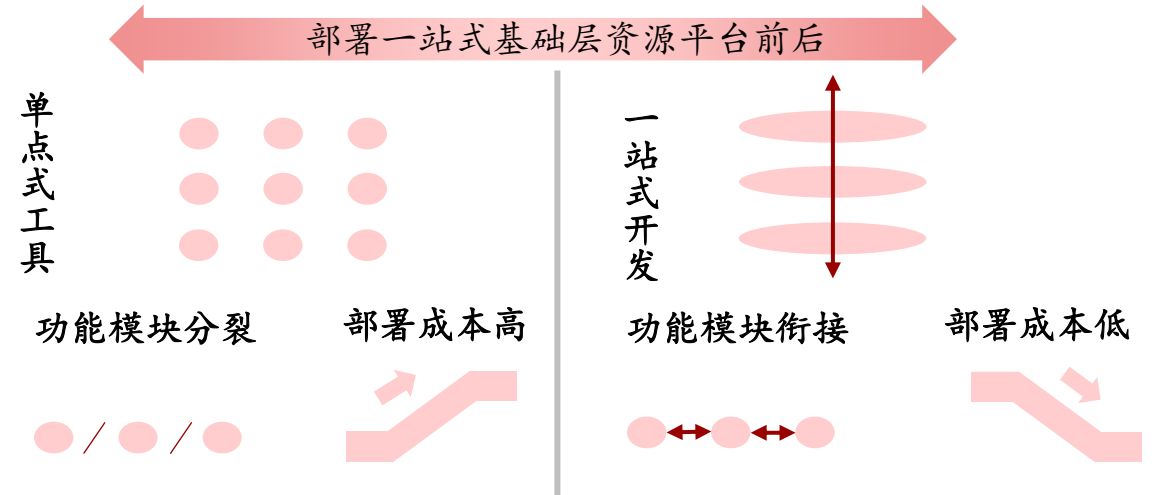 部署一站式基础层资源平台前后
单点式工具
功能模块分裂
部署成本高
一站式开发
功能模块衔接
部署成本低